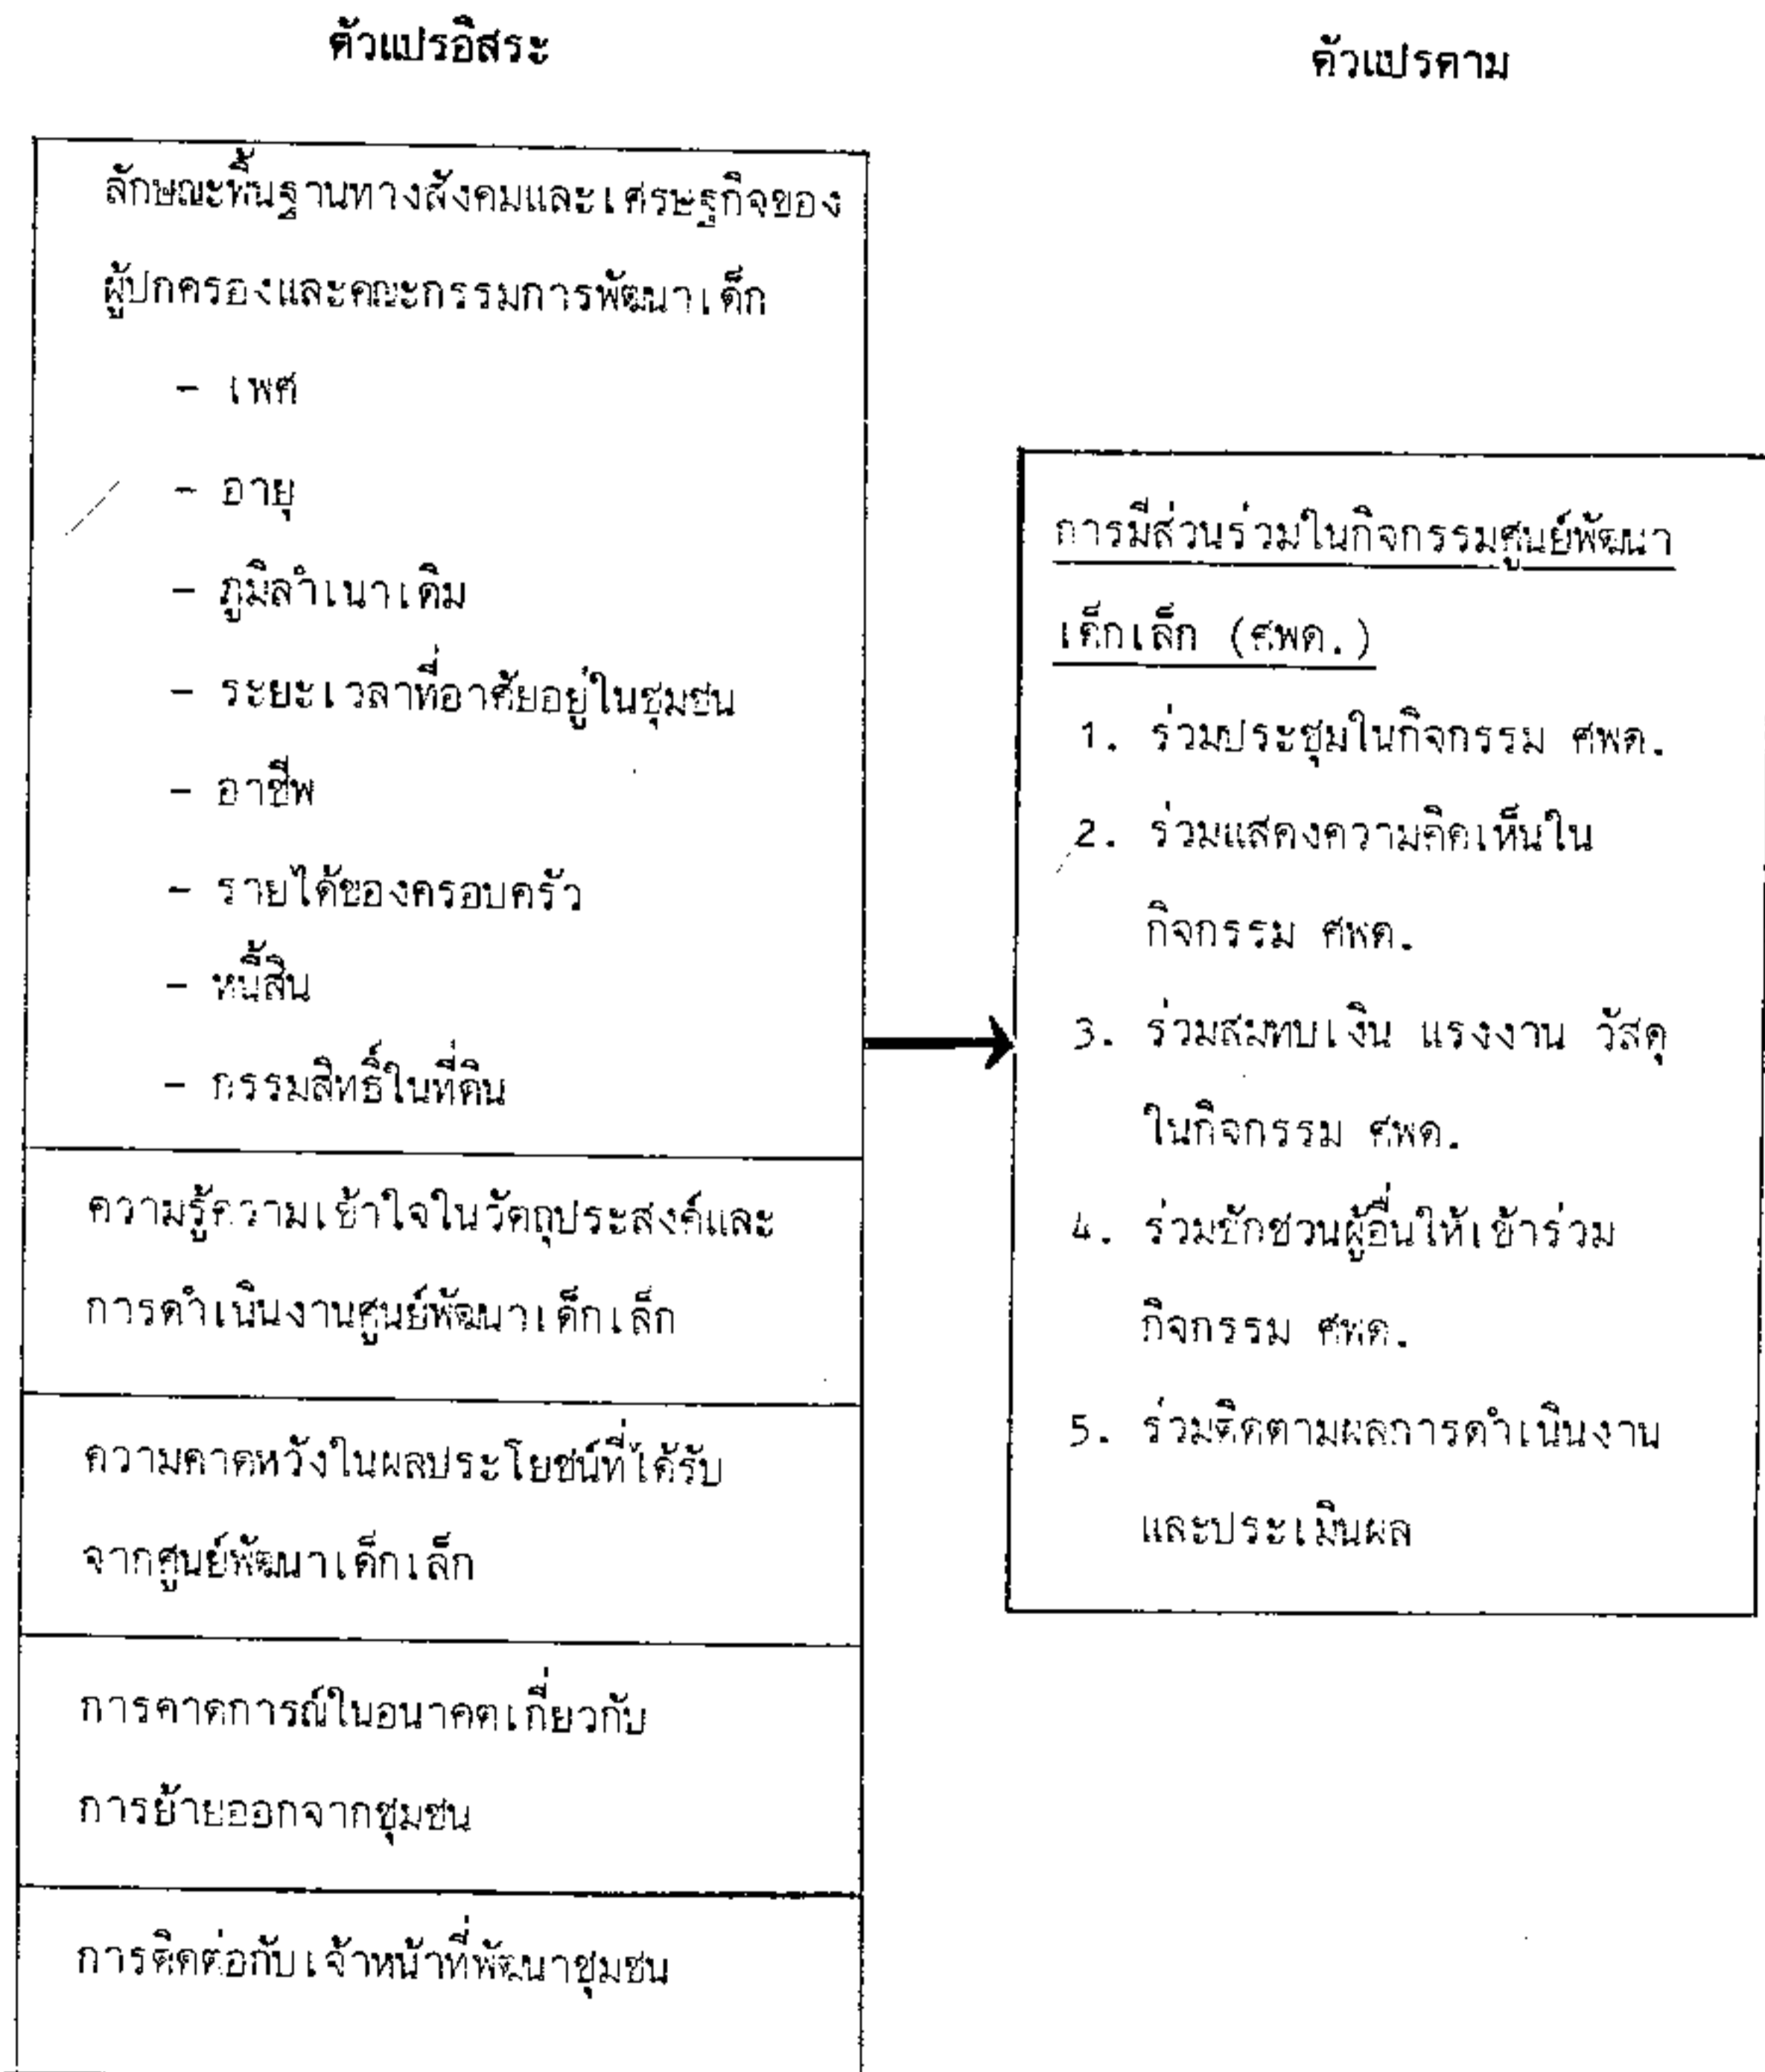 ตัวแปรอิสระ
ตัวแปรตาม
ลักษณะพื้นฐานทางสังคมและเศรษฐกิจของ
ผู้ปกครองและคณะกรรมการพัฒนาเด็ก
- เพศ
- อายุ
- ภูมิลำเนาเดิม
- ระยะเวลาที่อาศัยอยู่ในชุมชน
- อาชีพ
- รายได้ของครอบครัว
- หนี้สิน
- กรรมสิทธิ์ในที่ดิน
ความรู้ความเข้าใจในวัตถุประสงค์และ
การดำเนินงานศูนย์พัฒนาเด็กเล็ก
ความคาดหวังในผลประโยชน์ที่ได้รับ
จากศูนย์พัฒนาเด็กเล็ก
การคาดการณ์ในอนาคตเกี่ยวกับ
การย้ายออกจากชุมชน
การติดต่อกับเจ้าหน้าที่พัฒนาชุมชน
การมีส่วนร่วมในกิจกรรมศูนย์พัฒนา
เด็กเล็ก (ศพด.)
1. ร่วมประชุมในกิจกรรม ศพด.
2. ร่วมแสดงความคิดเห็นใน
กิจกรรม ศพด.
3. ร่วมสมทบเงิน แรงงาน วัสดุ
ในกิจกรรม ศพด.
4. ร่วมชักชวนผู้อื่นให้เข้าร่วม
กิจกรรม ศพด.
5. ร่วมติดตามผลการดำเนินงาน
และประเมินผล